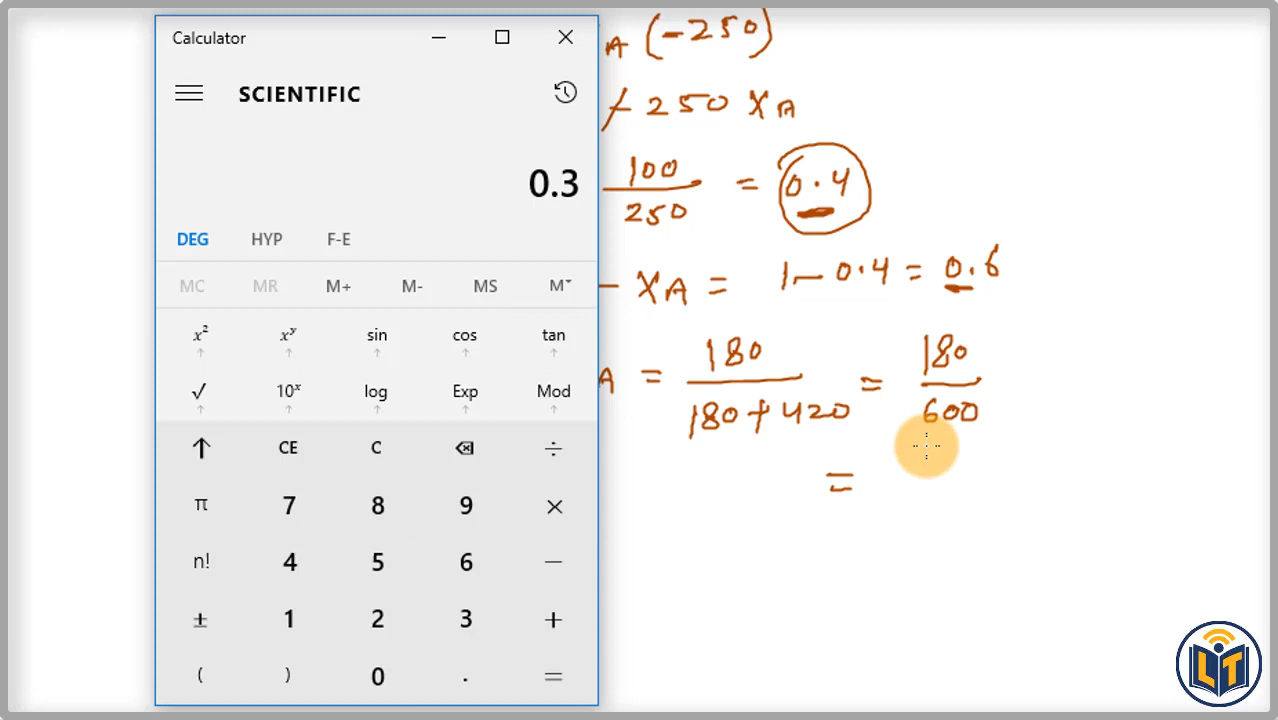 Calculator
SCIENTIFIC
0.3
DEG HYP F-E
MC MR M+ M- MS M˅
x² xʸ sin cos tan
√ 10ˣ log Exp Mod
↑ CE C ⌫ ÷
π 7 8 9 ×
n! 4 5 6 −
± 1 2 3 +
( ) 0 . =
A (-250)
- 250 XA
100/250 = 0.4
- XA = 1 - 0.4 = 0.6
A = 180/180+420 = 180/600
=
LT